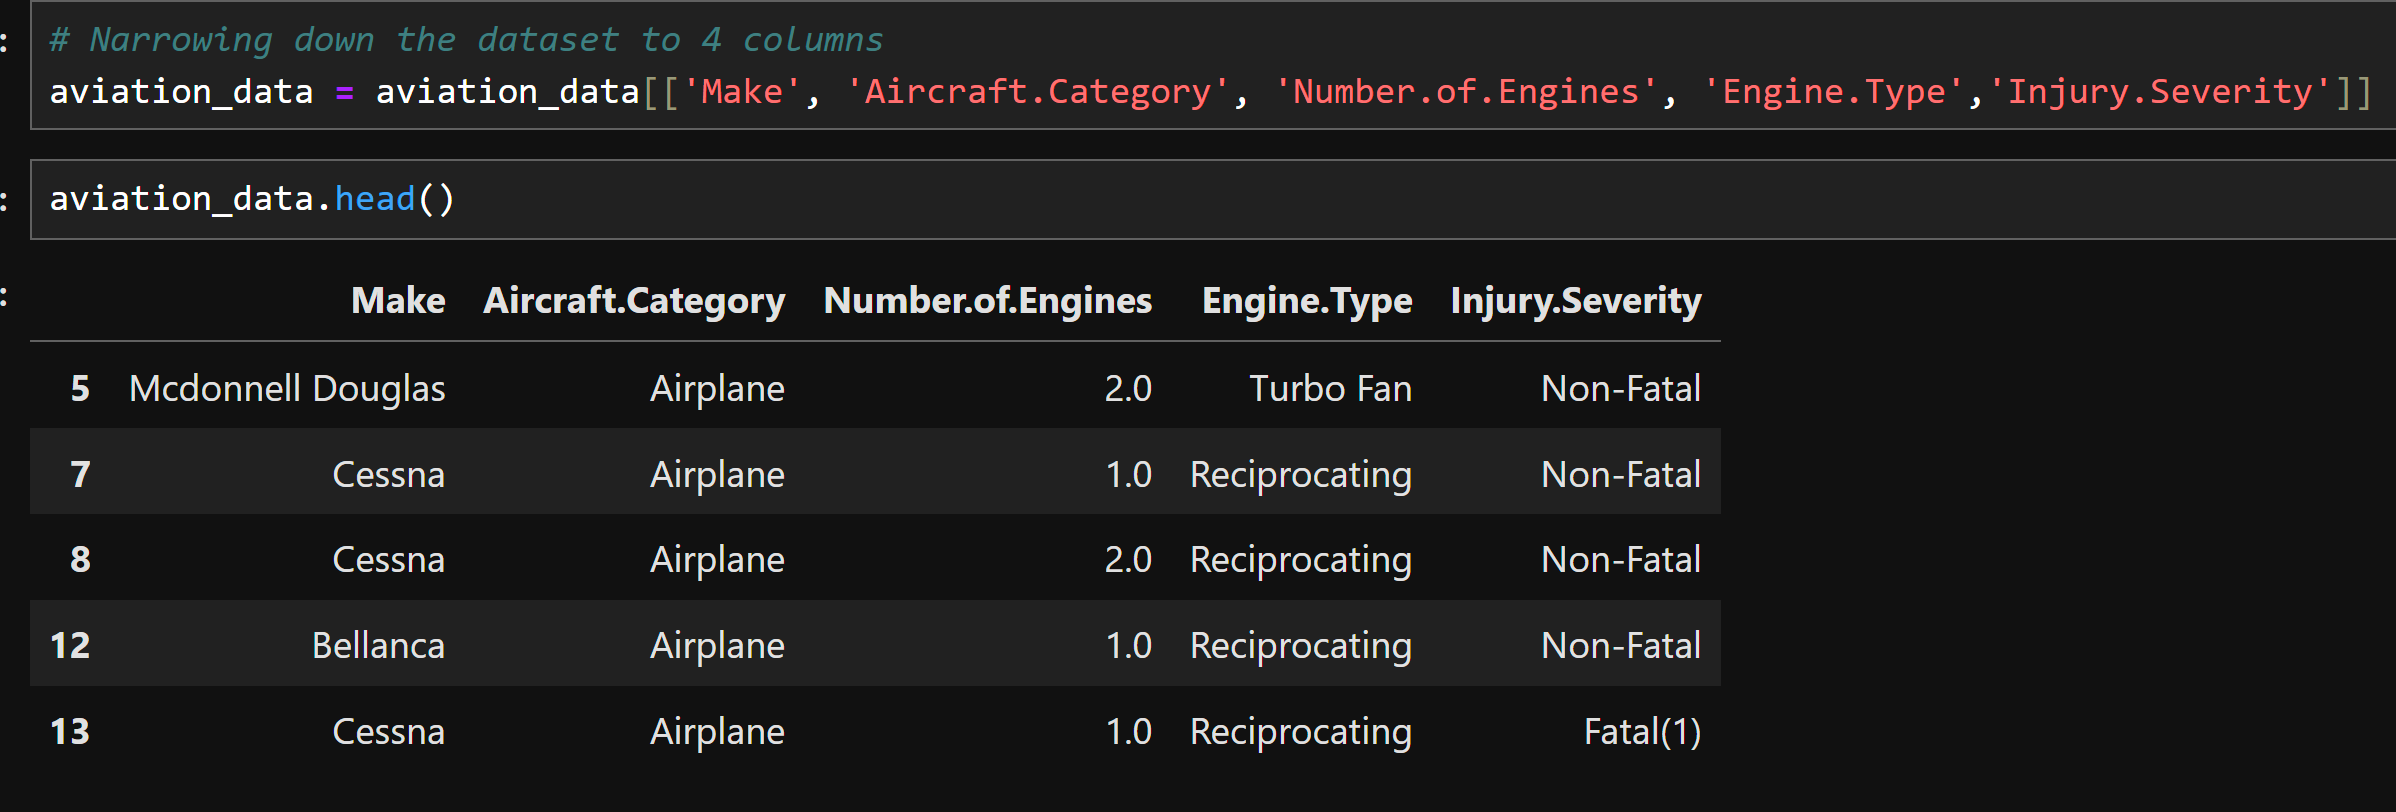 : # Narrowing down the dataset to 4 columns
aviation_data = aviation_data[['Make', 'Aircraft.Category', 'Number.of.Engines', 'Engine.Type','Injury.Severity']]
: aviation_data.head()
: Make Aircraft.Category Number.of.Engines Engine.Type Injury.Severity
5 Mcdonnell Douglas Airplane 2.0 Turbo Fan Non-Fatal
7 Cessna Airplane 1.0 Reciprocating Non-Fatal
8 Cessna Airplane 2.0 Reciprocating Non-Fatal
12 Bellanca Airplane 1.0 Reciprocating Non-Fatal
13 Cessna Airplane 1.0 Reciprocating Fatal(1)